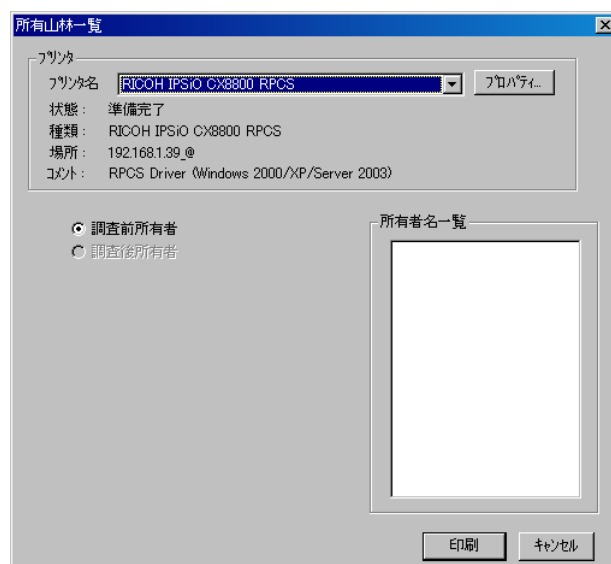 所有山林一覧
プリンタ
プリンタ名 RICOH IPSiO CX8800 RPCS プロパティ...
状態： 準備完了
種類： RICOH IPSiO CX8800 RPCS
場所： 192.168.1.39_@
コメント： RPCS Driver (Windows 2000/XP/Server 2003)
調査前所有者
調査後所有者
所有者名一覧
印刷 キャンセル